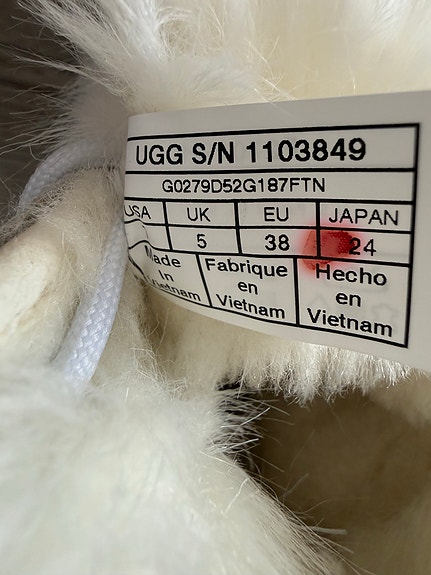 UGG S/N 1103849
G0279D52G187FTN
USA UK EU JAPAN
5 38 24
Made In Vietnam
Fabrique en Vietnam
Hecho en Vietnam